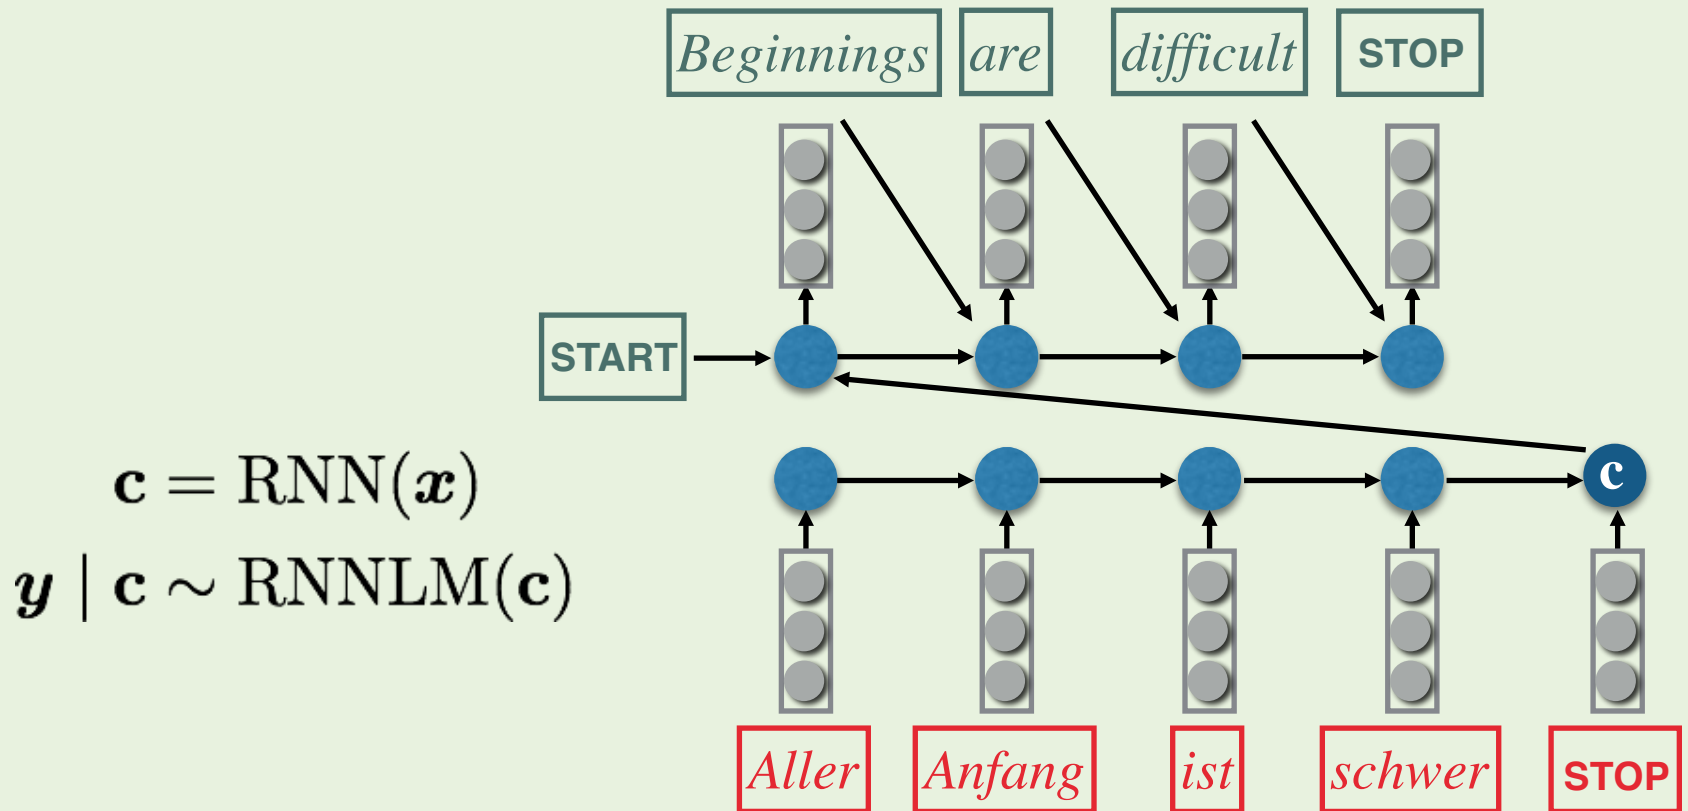 Beginnings are difficult STOP
START
c = RNN(x)
c
y | c ∼ RNNLM(c)
Aller Anfang ist schwer STOP